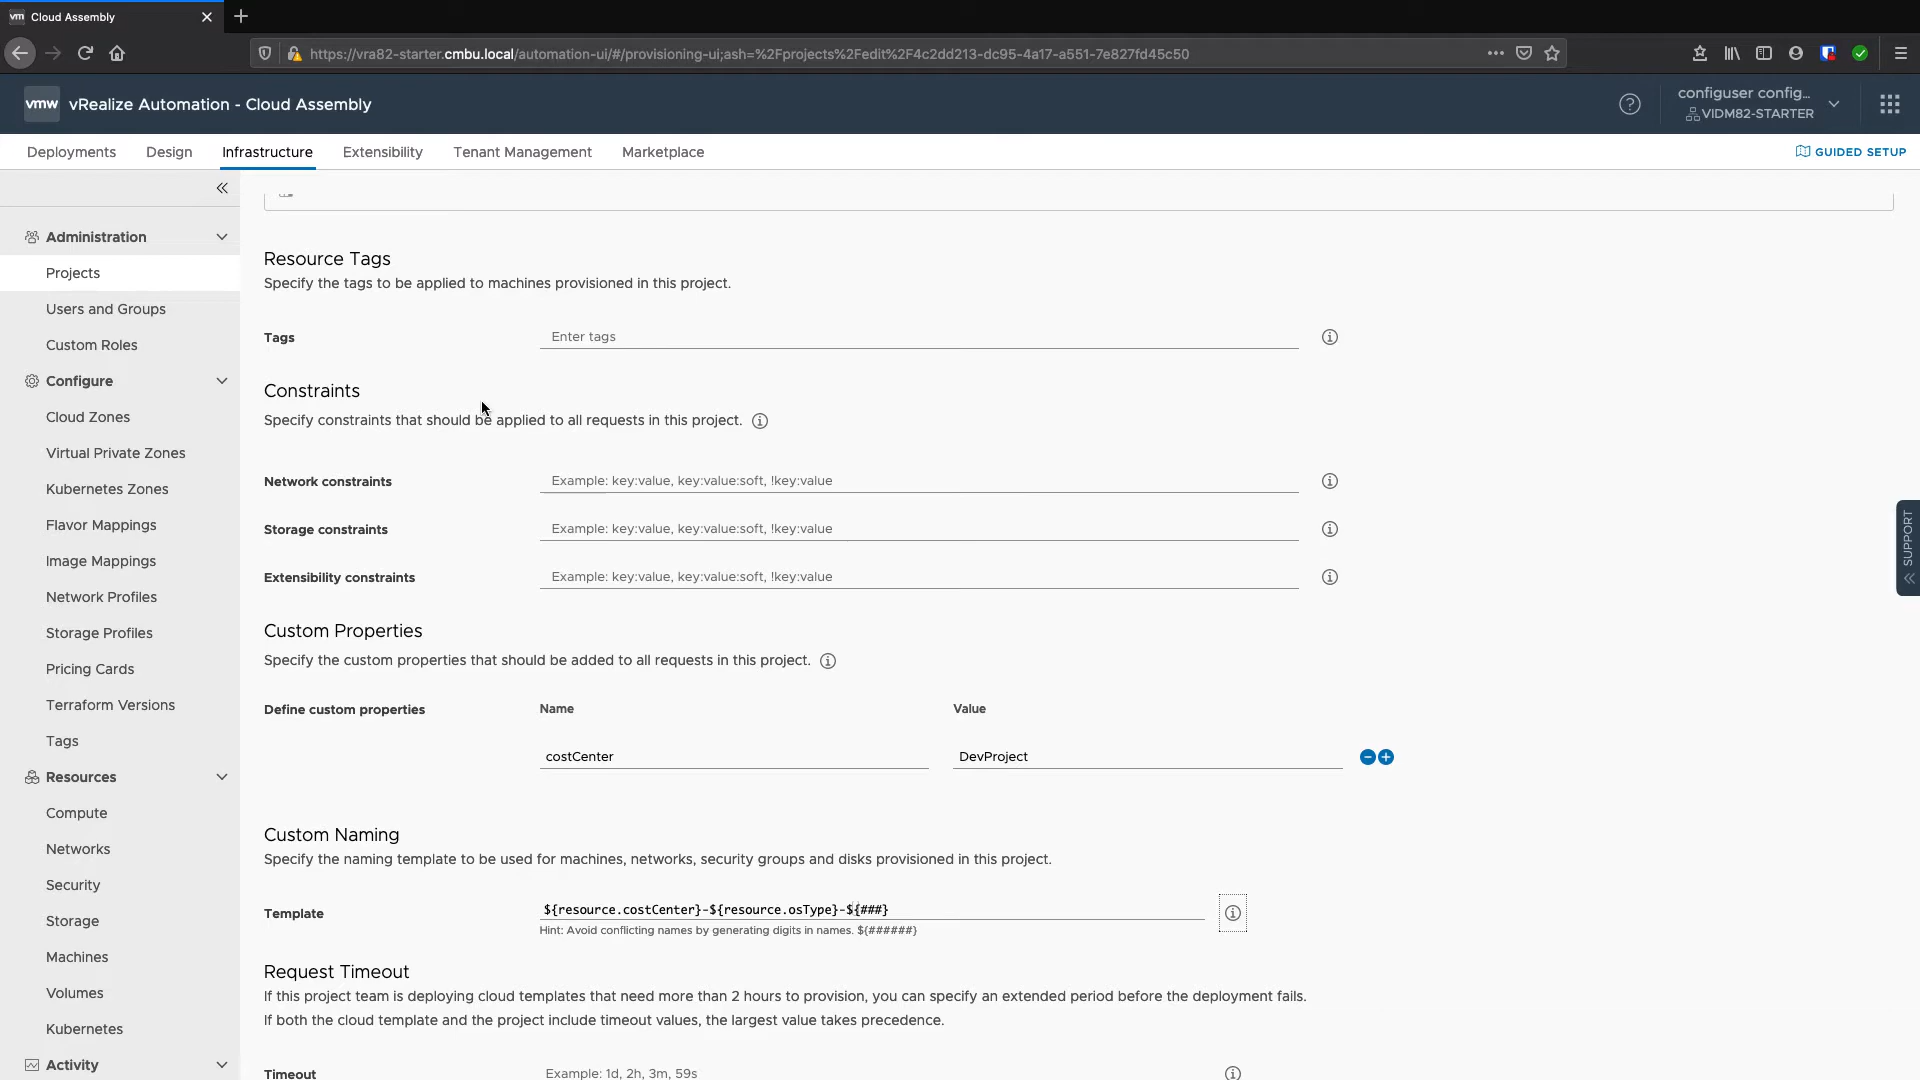 vm Cloud Assembly
https://vra82-starter.cmbu.local/automation-ui/#/provisioning-ui;ash=%2Fprojects%2Fedit%2F4c2dd213-dc95-4a17-a551-7e827fd45c50
vmw vRealize Automation - Cloud Assembly
configuser config...
VIDM82-STARTER
Deployments Design Infrastructure Extensibility Tenant Management Marketplace
GUIDED SETUP
Administration
Projects
Users and Groups
Custom Roles
Configure
Cloud Zones
Virtual Private Zones
Kubernetes Zones
Flavor Mappings
Image Mappings
Network Profiles
Storage Profiles
Pricing Cards
Terraform Versions
Tags
Resources
Compute
Networks
Security
Storage
Machines
Volumes
Kubernetes
Activity
Resource Tags
Specify the tags to be applied to machines provisioned in this project.
Tags Enter tags
Constraints
Specify constraints that should be applied to all requests in this project.
Network constraints Example: key:value, key:value:soft, !key:value
Storage constraints Example: key:value, key:value:soft, !key:value
Extensibility constraints Example: key:value, key:value:soft, !key:value
Custom Properties
Specify the custom properties that should be added to all requests in this project.
Define custom properties Name Value
costCenter DevProject
Custom Naming
Specify the naming template to be used for machines, networks, security groups and disks provisioned in this project.
Template ${resource.costCenter}-${resource.osType}-${###}
Hint: Avoid conflicting names by generating digits in names. ${######}
Request Timeout
If this project team is deploying cloud templates that need more than 2 hours to provision, you can specify an extended period before the deployment fails.
If both the cloud template and the project include timeout values, the largest value takes precedence.
Timeout Example: 1d, 2h, 3m, 59s
SUPPORT